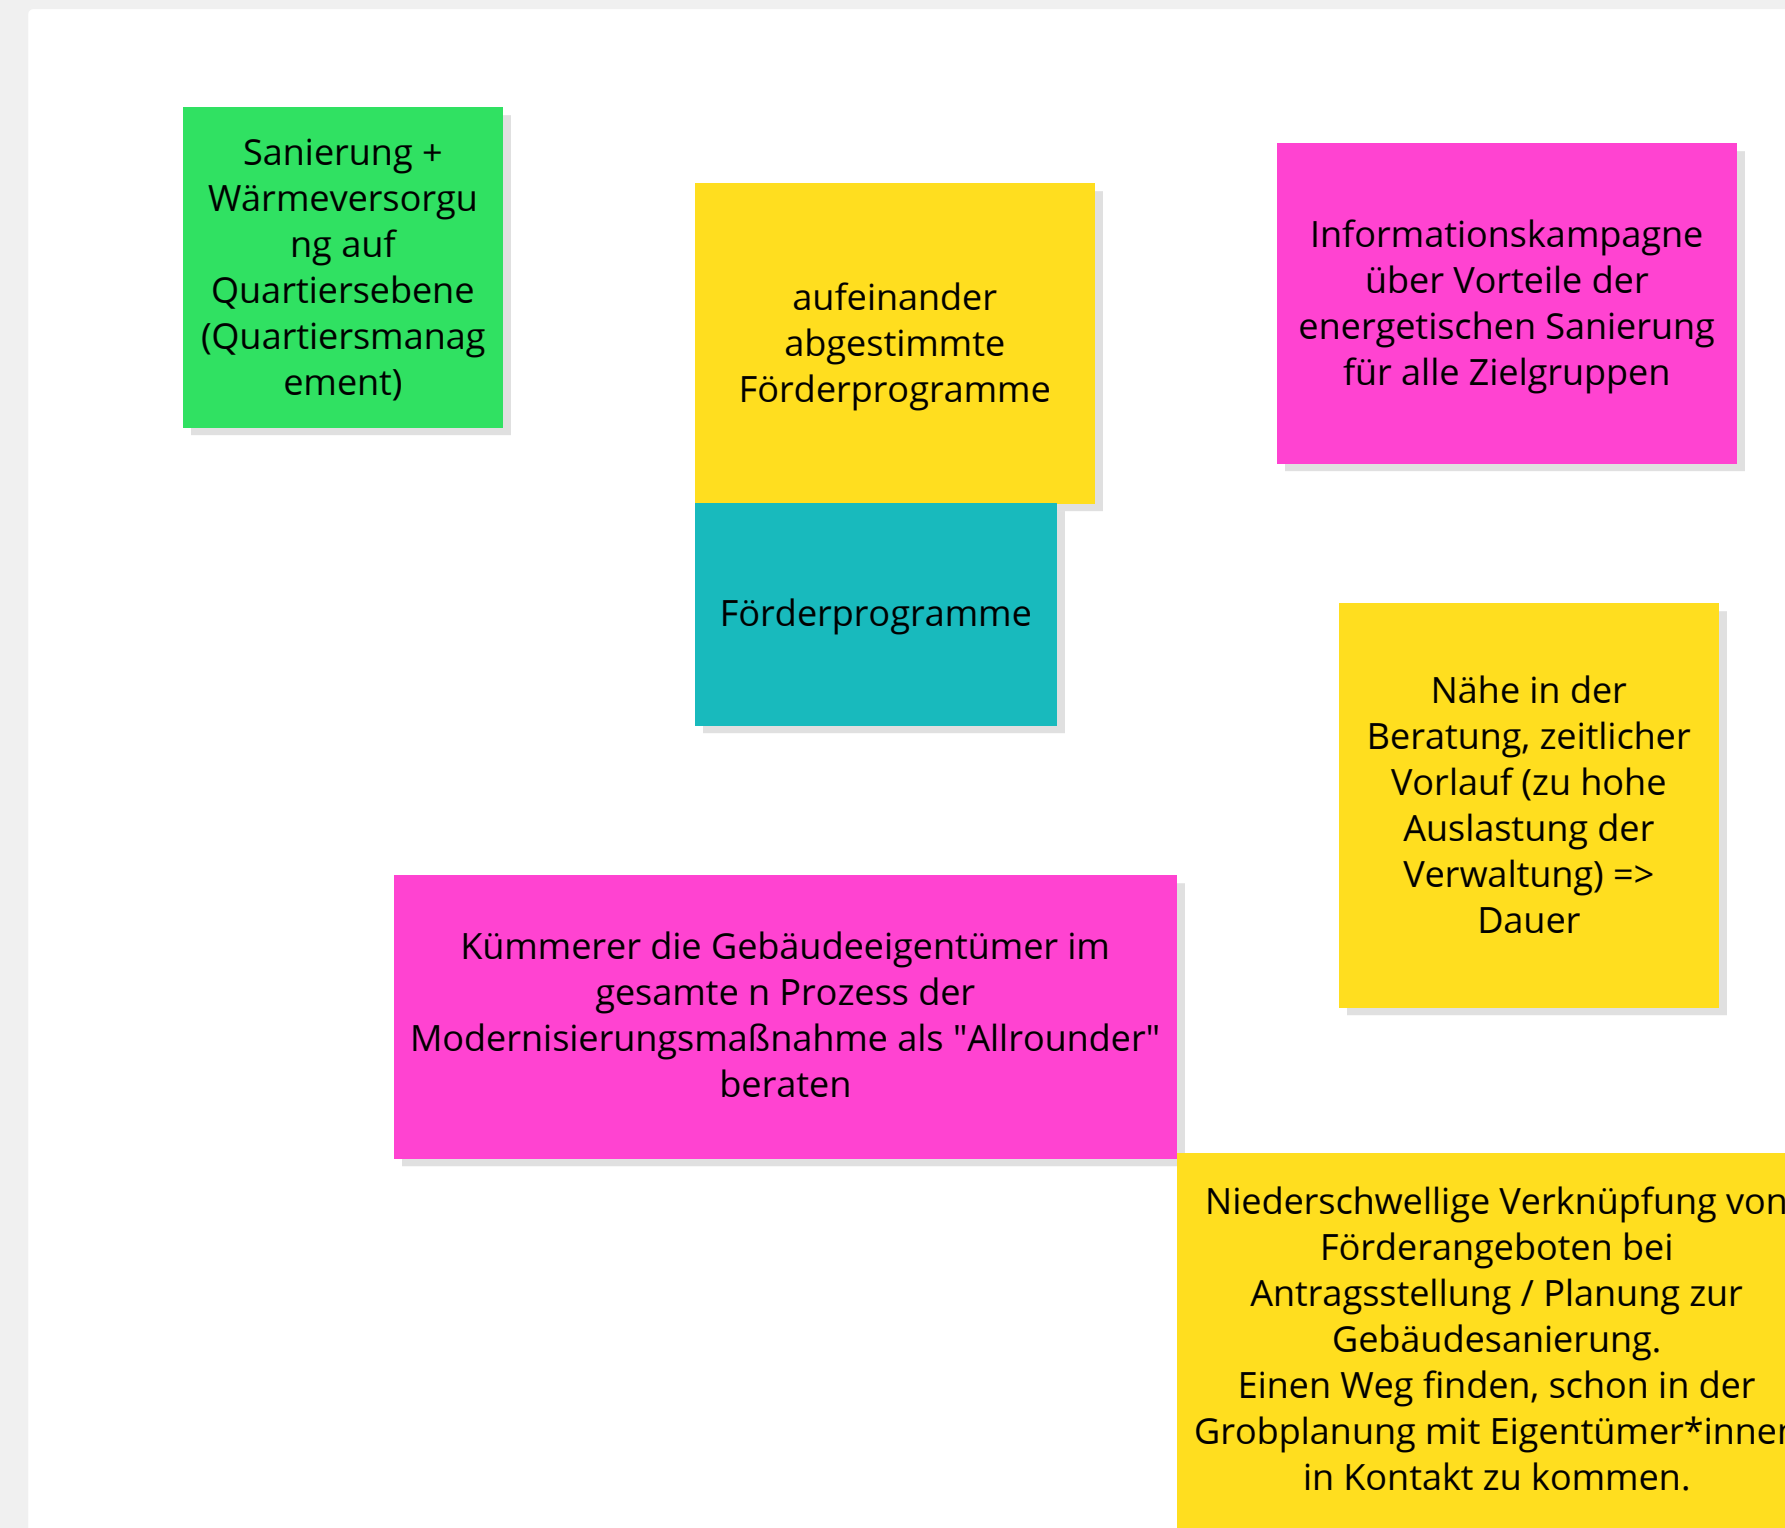 Sanierung +
Wärmeversorgu
ng auf
Quartiersebene
(Quartiersmanag
ement)
aufeinander
abgestimmte
Förderprogramme
Informationskampagne
über Vorteile der
energetischen Sanierung
für alle Zielgruppen
Förderprogramme
Nähe in der
Beratung, zeitlicher
Vorlauf (zu hohe
Auslastung der
Verwaltung) =>
Dauer
Kümmerer die Gebäudeeigentümer im
gesamte n Prozess der
Modernisierungsmaßnahme als "Allrounder"
beraten
Niederschwellige Verknüpfung von
Förderangeboten bei
Antragsstellung / Planung zur
Gebäudesanierung.
Einen Weg finden, schon in der
Grobplanung mit Eigentümer*innen
in Kontakt zu kommen.